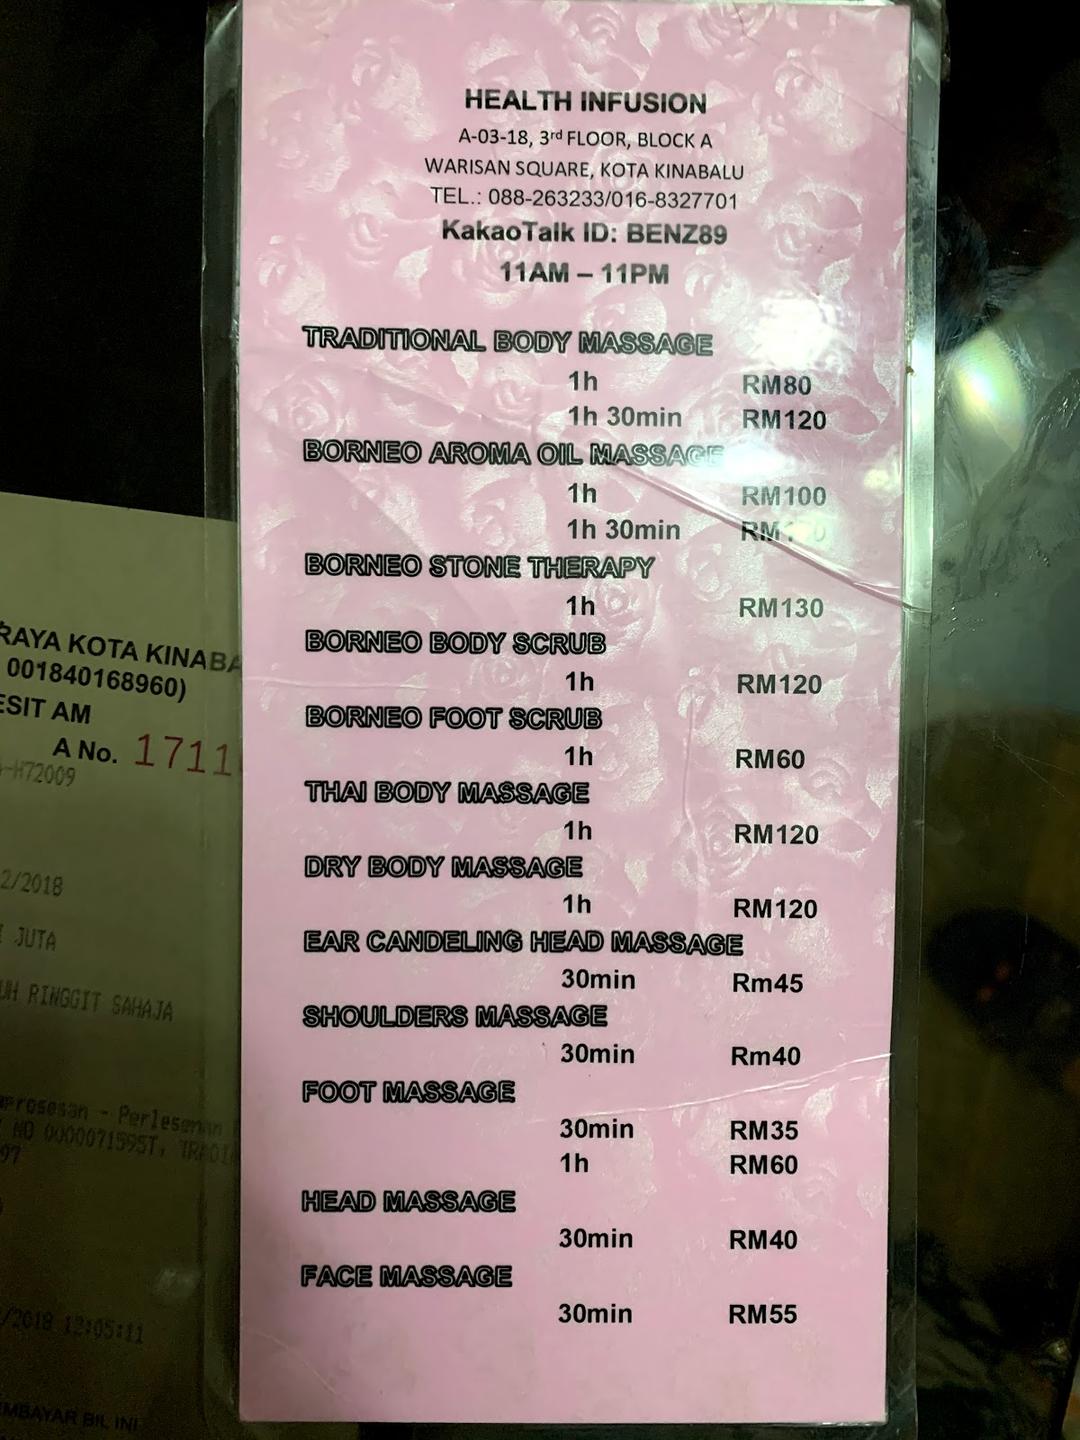 HEALTH INFUSION
A-03-18, 3rd FLOOR, BLOCK A
WARISAN SQUARE, KOTA KINABALU
TEL.: 088-263233/016-8327701
KakaoTalk ID: BENZ89
11AM – 11PM
TRADITIONAL BODY MASSAGE
1h RM80
1h 30min RM120
BORNEO AROMA OIL MASSAGE
1h RM100
1h 30min
BORNEO STONE THERAPY
1h RM130
BORNEO BODY SCRUB
1h RM120
BORNEO FOOT SCRUB
1h RM60
THAI BODY MASSAGE
1h RM120
DRY BODY MASSAGE
1h RM120
EAR CANDELING HEAD MASSAGE
30min Rm45
SHOULDERS MASSAGE
30min Rm40
FOOT MASSAGE
30min RM35
1h RM60
HEAD MASSAGE
30min RM40
FACE MASSAGE
30min RM55
RAYA KOTA KINABA
001840168960)
ESIT AM
A No. 1711
-H72009
2/2018
JUTA
UH RINGGIT SAHAJA
rosesan - Perlesenan
NO 0000071595T,
97
/2018 12:05:11
MBAYAR BIL INI